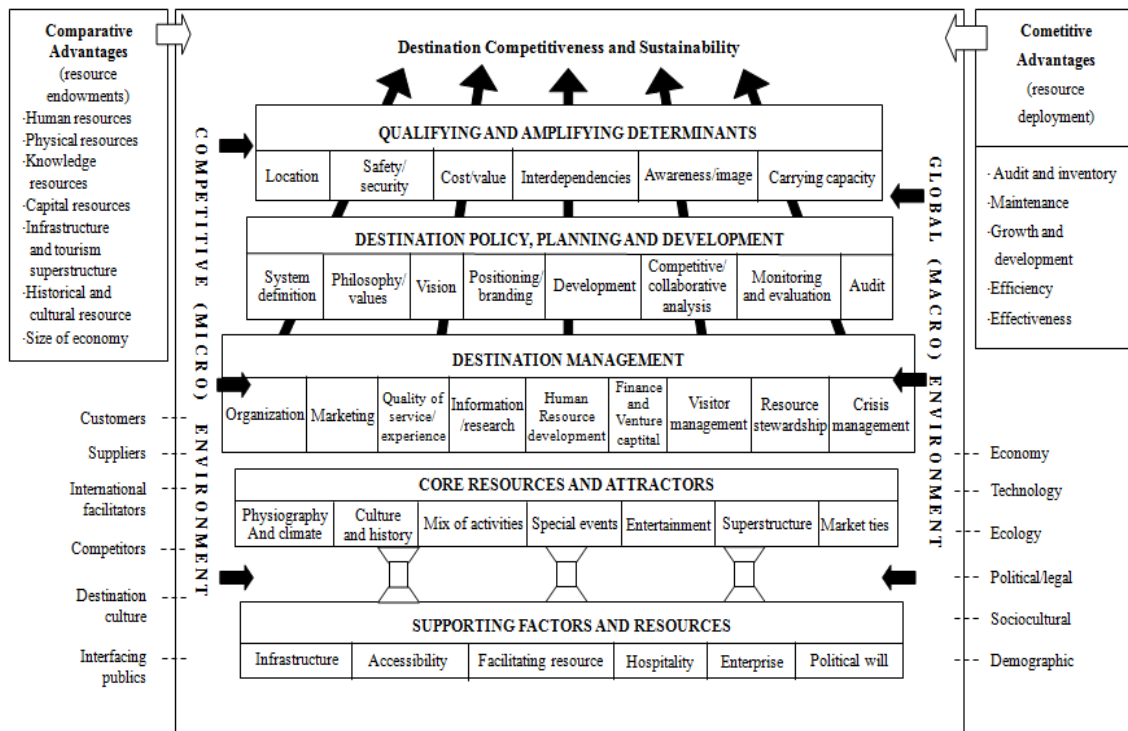 Comparative
Advantages
(resource
endowments)
·Human resources
·Physical resources
·Knowledge
resources
·Capital resources
·Infrastructure
and tourism
superstructure
·Historical and
cultural resource
·Size of economy
Customers
Suppliers
International
facilitators
Competitors
Destination
culture
Interfacing
publics
COMPETITIVE (MICRO) ENVIRONMENT
Destination Competitiveness and Sustainability
QUALIFYING AND AMPLIFYING DETERMINANTS
Location
Safety/
security
Cost/value
Interdependencies
Awareness/image
Carrying capacity
DESTINATION POLICY, PLANNING AND DEVELOPMENT
System
definition
Philosophy/
values
Vision
Positioning/
branding
Development
Competitive/
collaborative
analysis
Monitoring
and evaluation
Audit
DESTINATION MANAGEMENT
Organization
Marketing
Quality of
service/
experience
Information
/research
Human
Resource
development
Finance
and
Venture
captital
Visitor
management
Resource
stewardship
Crisis
management
CORE RESOURCES AND ATTRACTORS
Physiography
And climate
Culture
and history
Mix of activities
Special events
Entertainment
Superstructure
Market ties
SUPPORTING FACTORS AND RESOURCES
Infrastructure
Accessibility
Facilitating resource
Hospitality
Enterprise
Political will
GLOBAL (MACRO) ENVIRONMENT
Cometitive
Advantages
(resource
deployment)
· Audit and inventory
·Maintenance
·Growth and
development
·Efficiency
·Effectiveness
Economy
Technology
Ecology
Political/legal
Sociocultural
Demographic